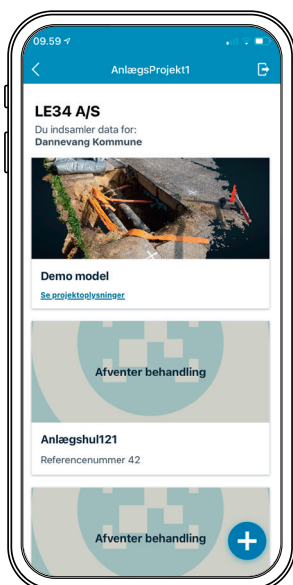 09.59
AnlægsProjekt1
LE34 A/S
Du indsamler data for:
Dannevang Kommune
Demo model
Se projektoplysninger
Afventer behandling
Anlægshul121
Referencenummer 42
Afventer behandling